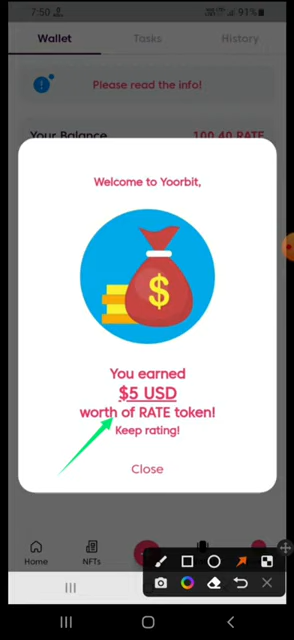 7:50
91%
Wallet
Tasks
History
Please read the info!
Your Balance
100.40 RATE
Welcome to Yoorbit,
$
You earned
$5 USD
worth of RATE token!
Keep rating!
Close
Home
NFTs